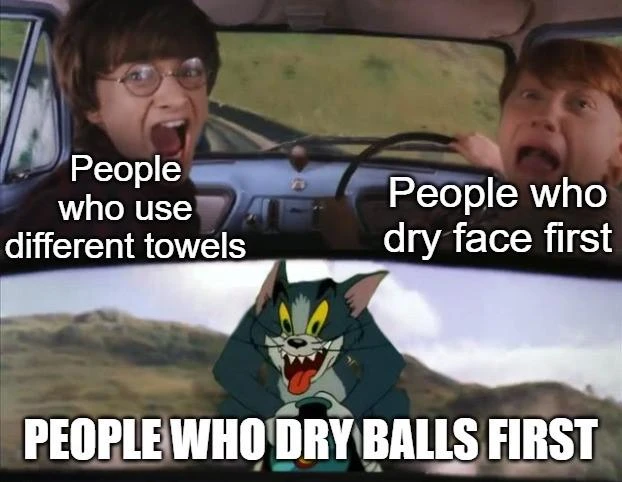 People
who use
different towels
People who
dry face first
PEOPLE WHO DRY BALLS FIRST